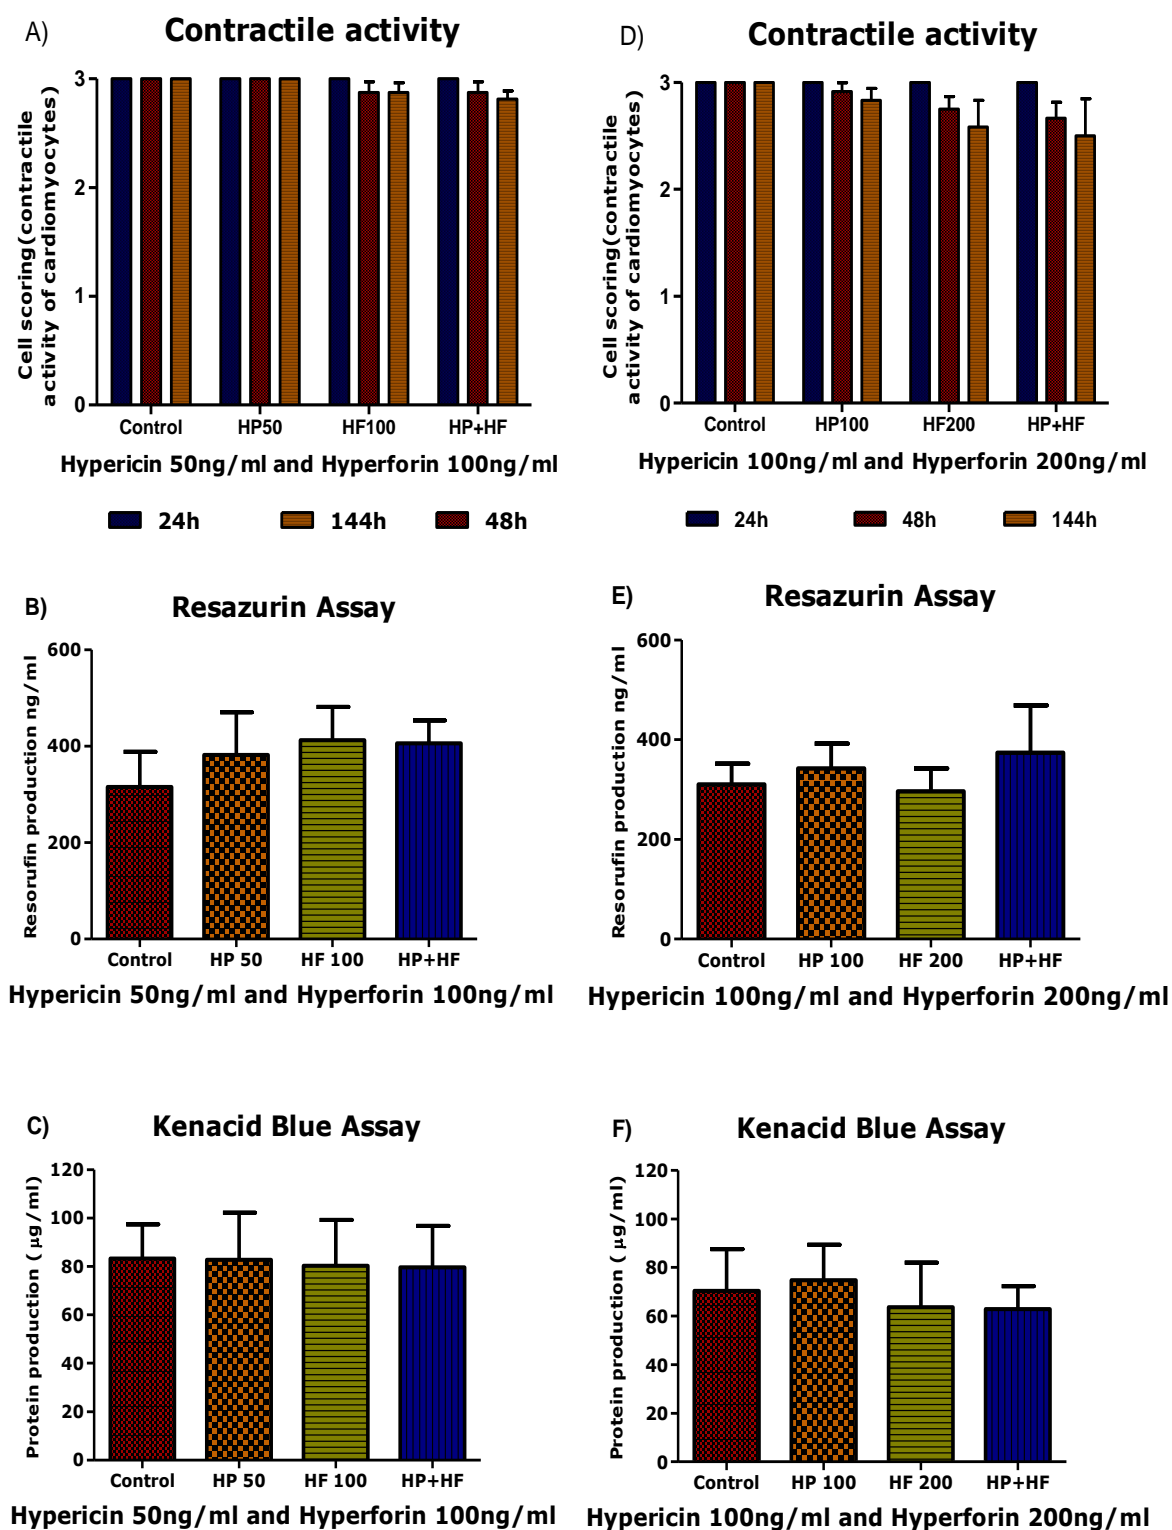 A)
Contractile activity
Cell scoring(contractile
activity of cardiomyocytes)
3
2
1
0
Control HP50 HF100 HP+HF
Hypericin 50ng/ml and Hyperforin 100ng/ml
24h 144h 48h
D)
Contractile activity
Cell scoring(contractile
activity of cardiomyocytes)
3
2
1
0
Control HP100 HF200 HP+HF
Hypericin 100ng/ml and Hyperforin 200ng/ml
24h 48h 144h
B)
Resazurin Assay
Resorufin production ng/ml
600
400
200
0
Control HP 50 HF 100 HP+HF
Hypericin 50ng/ml and Hyperforin 100ng/ml
E)
Resazurin Assay
Resorufin production ng/ml
600
400
200
0
Control HP 100 HF 200 HP+HF
Hypericin 100ng/ml and Hyperforin 200ng/ml
C)
Kenacid Blue Assay
Protein production ( µg/ml)
120
100
80
60
40
20
0
Control HP 50 HF 100 HP+HF
Hypericin 50ng/ml and Hyperforin 100ng/ml
F)
Kenacid Blue Assay
Protein production ( µg/ml)
120
100
80
60
40
20
0
Control HP 100 HF 200 HP+HF
Hypericin 100ng/ml and Hyperforin 200ng/ml